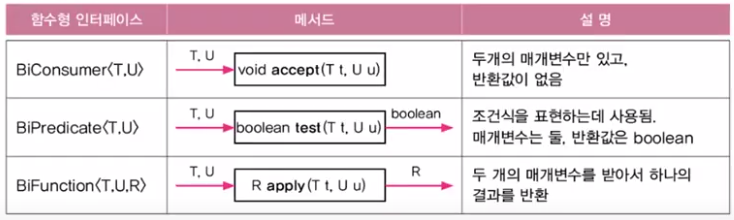 함수형 인터페이스 메서드 설 명
BiConsumer〈T,U〉 T, U void accept(T t, U u) 두개의 매개변수만 있고,
반환값이 없음
BiPredicate〈T,U〉 T, U boolean test(T t, U u) boolean 조건식을 표현하는데 사용됨.
매개변수는 둘, 반환값은 boolean
BiFunction〈T,U,R〉 T, U R apply(T t, U u) R 두 개의 매개변수를 받아서 하나의
결과를 반환